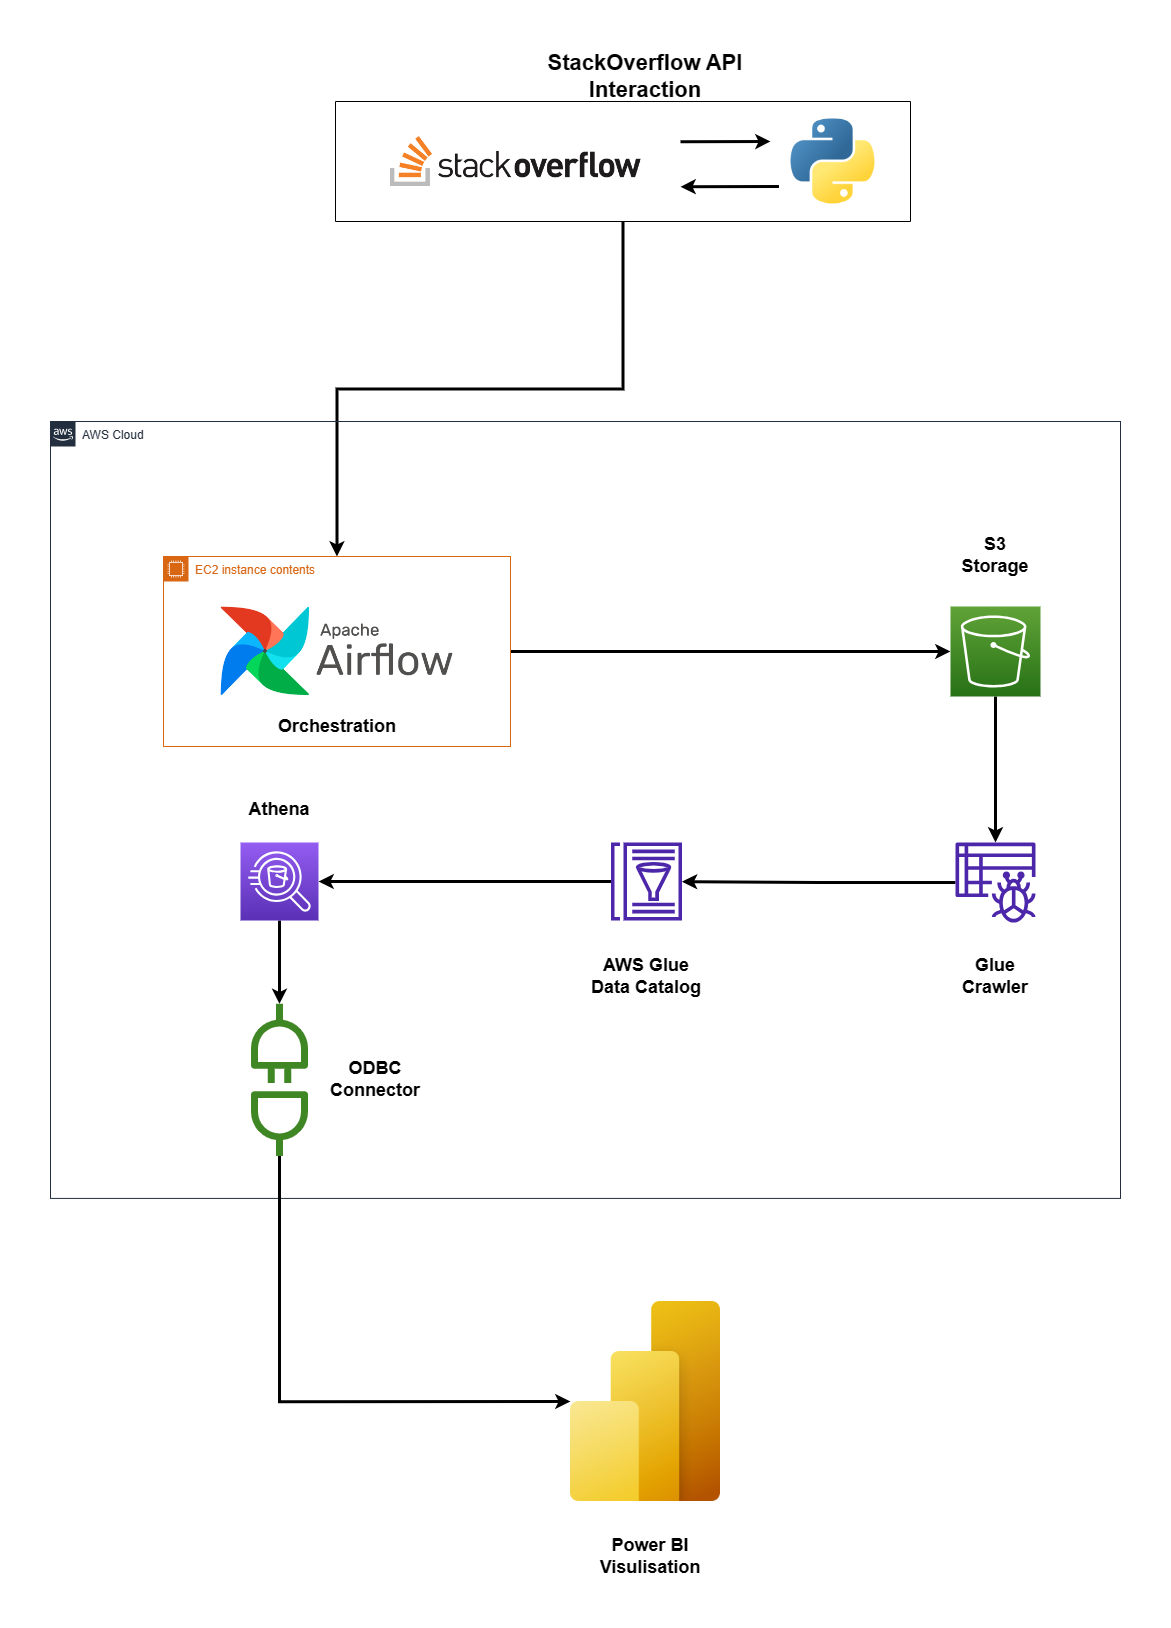 StackOverflow API
Interaction
stackoverflow
aws
AWS Cloud
EC2 instance contents
Apache
Airflow
Orchestration
S3
Storage
Athena
AWS Glue
Data Catalog
Glue
Crawler
ODBC
Connector
Power BI
Visulisation